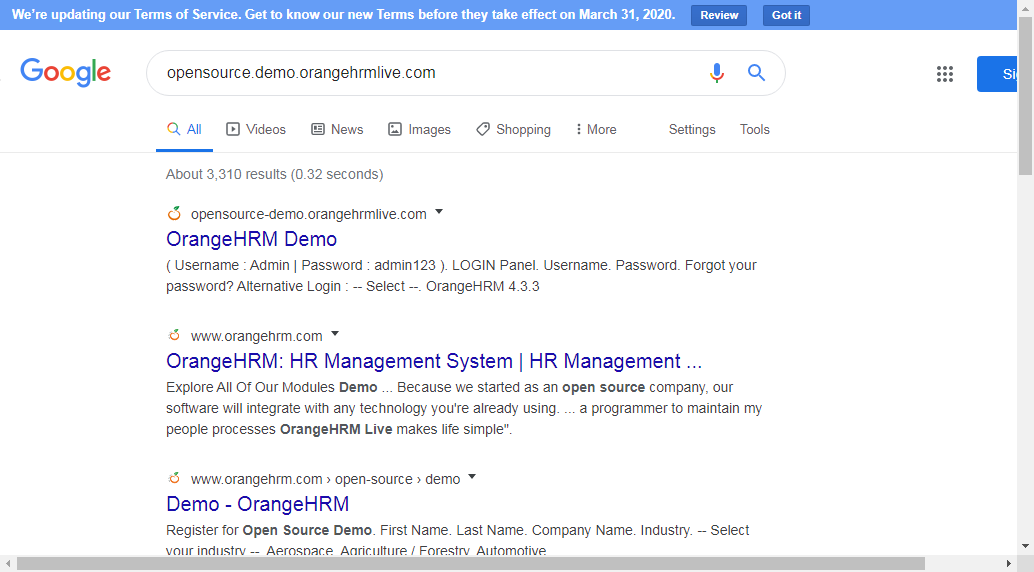 We're updating our Terms of Service. Get to know our new Terms before they take effect on March 31, 2020. Review Got it
Google
opensource.demo.orangehrmlive.com
All Videos News Images Shopping More Settings Tools
About 3,310 results (0.32 seconds)
opensource-demo.orangehrmlive.com
OrangeHRM Demo
( Username : Admin | Password : admin123 ). LOGIN Panel. Username. Password. Forgot your
password? Alternative Login : -- Select --. OrangeHRM 4.3.3
www.orangehrm.com
OrangeHRM: HR Management System | HR Management ...
Explore All Of Our Modules Demo ... Because we started as an open source company, our
software will integrate with any technology you're already using. ... a programmer to maintain my
people processes OrangeHRM Live makes life simple".
www.orangehrm.com › open-source › demo
Demo - OrangeHRM
Register for Open Source Demo. First Name. Last Name. Company Name. Industry. -- Select
your industry --. Aerospace. Agriculture / Forestry. Automotive